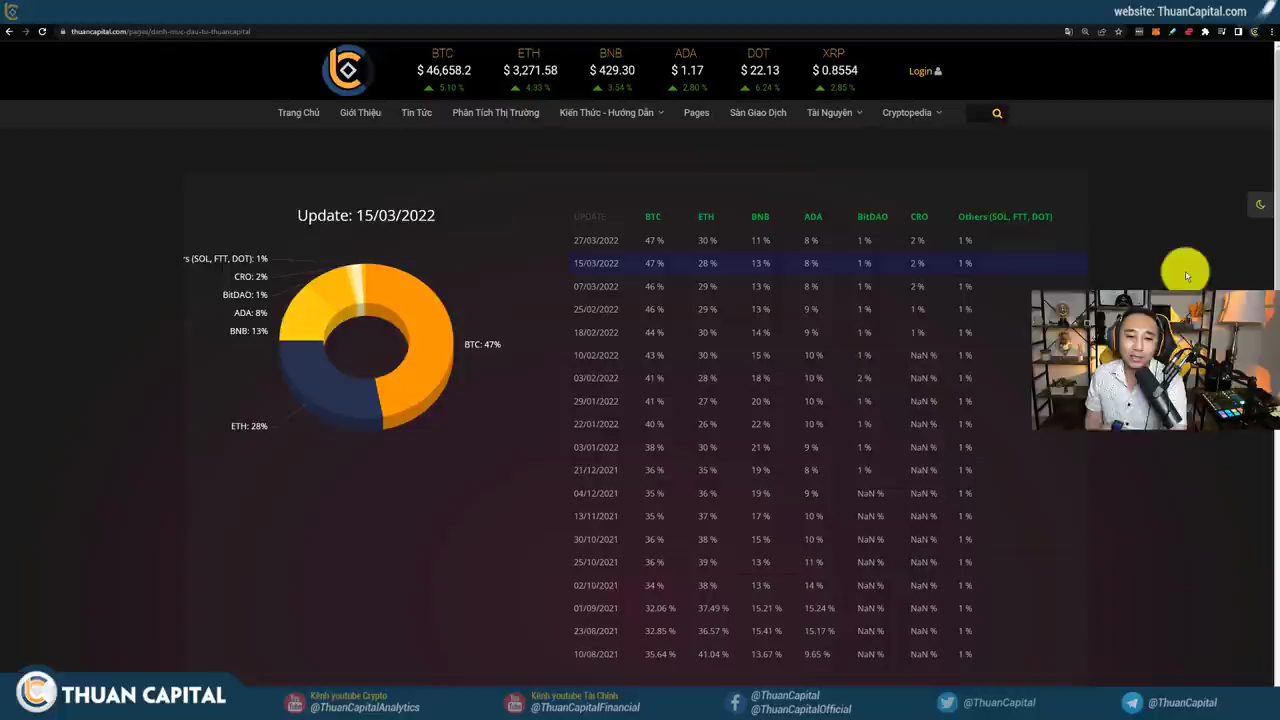 website: ThuanCapital.com
thuancapital.com/pages/danh-muc-dau-tu-thuancapital
BTC ETH BNB ADA DOT XRP
$ 46,658.2 $ 3,271.58 $ 429.30 $ 1.17 $ 22.13 $ 0.8554
5.10 % 4.33 % 3.54 % 2.80 % 6.24 % 2.85 %
Login
Trang Chủ Giới Thiệu Tin Tức Phân Tích Thị Trường Kiến Thức - Hướng Dẫn Pages Sàn Giao Dịch Tài Nguyên Cryptopedia
Update: 15/03/2022
s (SOL, FTT, DOT): 1%
CRO: 2%
BitDAO: 1%
ADA: 8%
BNB: 13%
BTC: 47%
ETH: 28%
UPDATE BTC ETH BNB ADA BitDAO CRO Others (SOL, FTT, DOT)
27/03/2022 47 % 30 % 11 % 8 % 1 % 2 % 1 %
15/03/2022 47 % 28 % 13 % 8 % 1 % 2 % 1 %
07/03/2022 46 % 29 % 13 % 8 % 1 % 2 % 1 %
25/02/2022 46 % 29 % 13 % 9 % 1 % 1 % 1 %
18/02/2022 44 % 30 % 14 % 9 % 1 % 1 % 1 %
10/02/2022 43 % 30 % 15 % 10 % 1 % NaN % 1 %
03/02/2022 41 % 28 % 18 % 10 % 2 % NaN % 1 %
29/01/2022 41 % 27 % 20 % 10 % 1 % NaN % 1 %
22/01/2022 40 % 26 % 22 % 10 % 1 % NaN % 1 %
03/01/2022 38 % 30 % 21 % 9 % 1 % NaN % 1 %
21/12/2021 36 % 35 % 19 % 8 % 1 % NaN % 1 %
04/12/2021 35 % 36 % 19 % 9 % NaN % NaN % 1 %
13/11/2021 35 % 37 % 17 % 10 % NaN % NaN % 1 %
30/10/2021 36 % 38 % 15 % 10 % NaN % NaN % 1 %
25/10/2021 36 % 39 % 13 % 11 % NaN % NaN % 1 %
02/10/2021 34 % 38 % 13 % 14 % NaN % NaN % 1 %
01/09/2021 32.06 % 37.49 % 15.21 % 15.24 % NaN % NaN % 1 %
23/08/2021 32.85 % 36.57 % 15.41 % 15.17 % NaN % NaN % 1 %
10/08/2021 35.64 % 41.04 % 13.67 % 9.65 % NaN % NaN % 1 %
THUAN CAPITAL
Kênh youtube Crypto
@ThuanCapitalAnalytics
Kênh youtube Tài Chính
@ThuanCapitalFinancial
@ThuanCapital
@ThuanCapitalOfficial
@ThuanCapital
@ThuanCapital